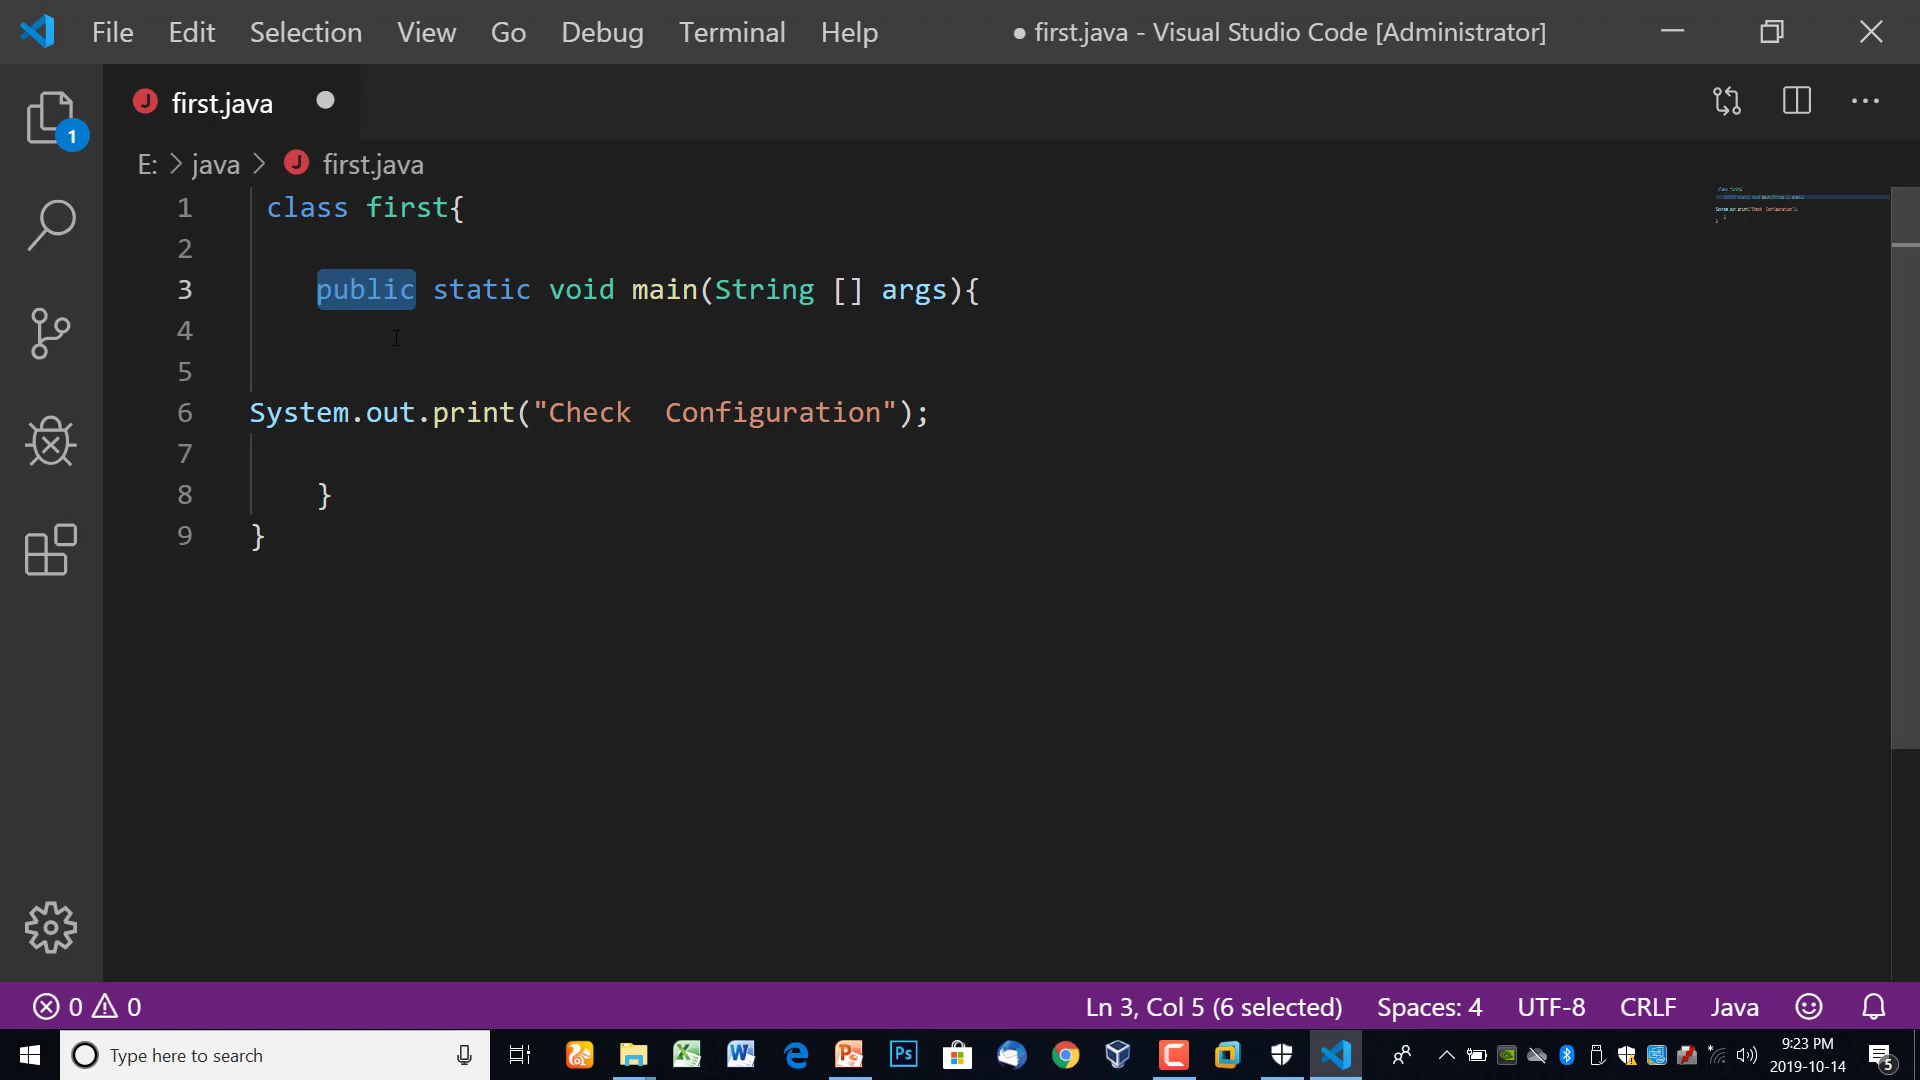 File Edit Selection View Go Debug Terminal Help ● first.java - Visual Studio Code [Administrator]
J first.java ●
1
E: > java > J first.java
1 class first{
2
3 public static void main(String [] args){
4
5
6 System.out.print("Check  Configuration");
7
8 }
9 }
0 0 Ln 3, Col 5 (6 selected) Spaces: 4 UTF-8 CRLF Java
Type here to search
Ps
9:23 PM
2019-10-14
5